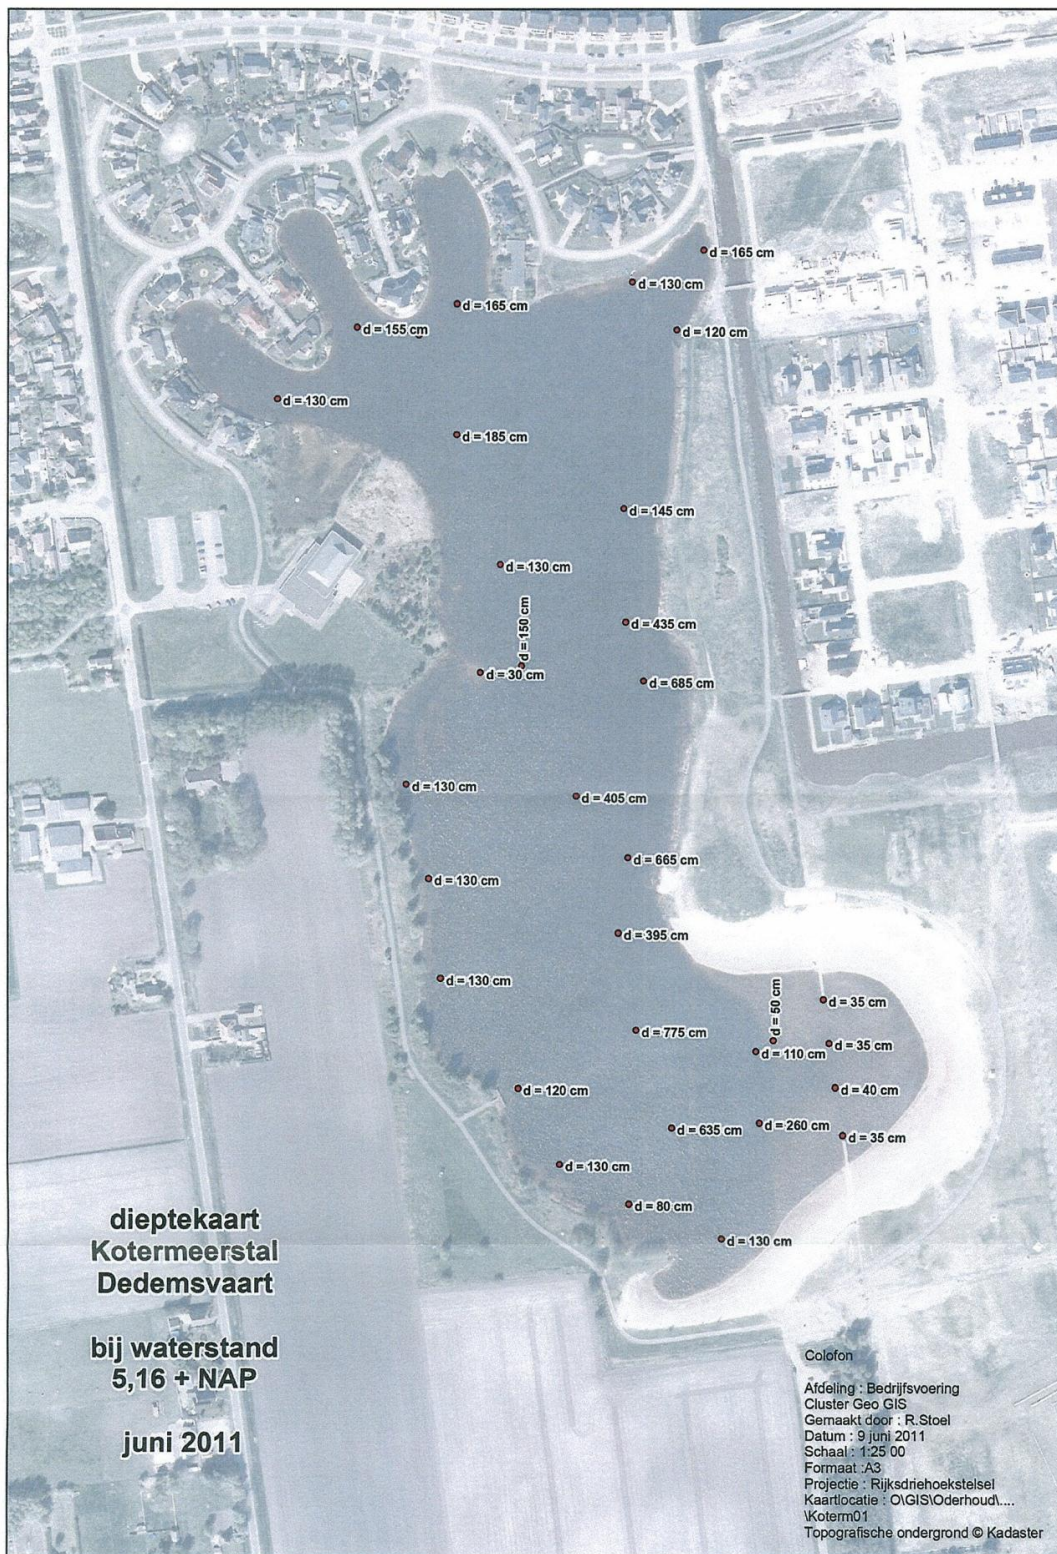 d = 165 cm
d = 130 cm
d = 165 cm
d = 155 cm
d = 120 cm
d = 130 cm
d = 185 cm
d = 145 cm
d = 130 cm
d = 435 cm
d = 150 cm
d = 30 cm
d = 685 cm
d = 130 cm
d = 405 cm
d = 665 cm
d = 130 cm
d = 395 cm
d = 130 cm
d = 35 cm
d = 50 cm
d = 775 cm
d = 35 cm
d = 110 cm
d = 120 cm
d = 40 cm
d = 260 cm
d = 635 cm
d = 35 cm
d = 130 cm
d = 80 cm
d = 130 cm
dieptekaart
Kotermeerstal
Dedemsvaart
bij waterstand
5,16 + NAP
juni 2011
Colofon
Afdeling : Bedrijfsvoering
Cluster Geo GIS
Gemaakt door : R.Stoel
Datum : 9 juni 2011
Schaal : 1:25 00
Formaat :A3
Projectie : Rijksdriehoekstelsel
Kaartlocatie : O\GIS\Oderhoud\....
\Koterm01
Topografische ondergrond © Kadaster